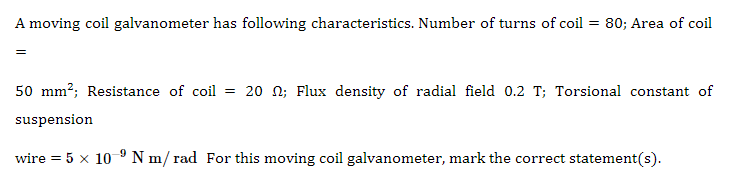 A moving coil galvanometer has following characteristics. Number of turns of coil = 80; Area of coil
=
50 mm²; Resistance of coil = 20 Ω; Flux density of radial field 0.2 T; Torsional constant of
suspension
wire = 5 × 10⁻⁹ N m/ rad For this moving coil galvanometer, mark the correct statement(s).